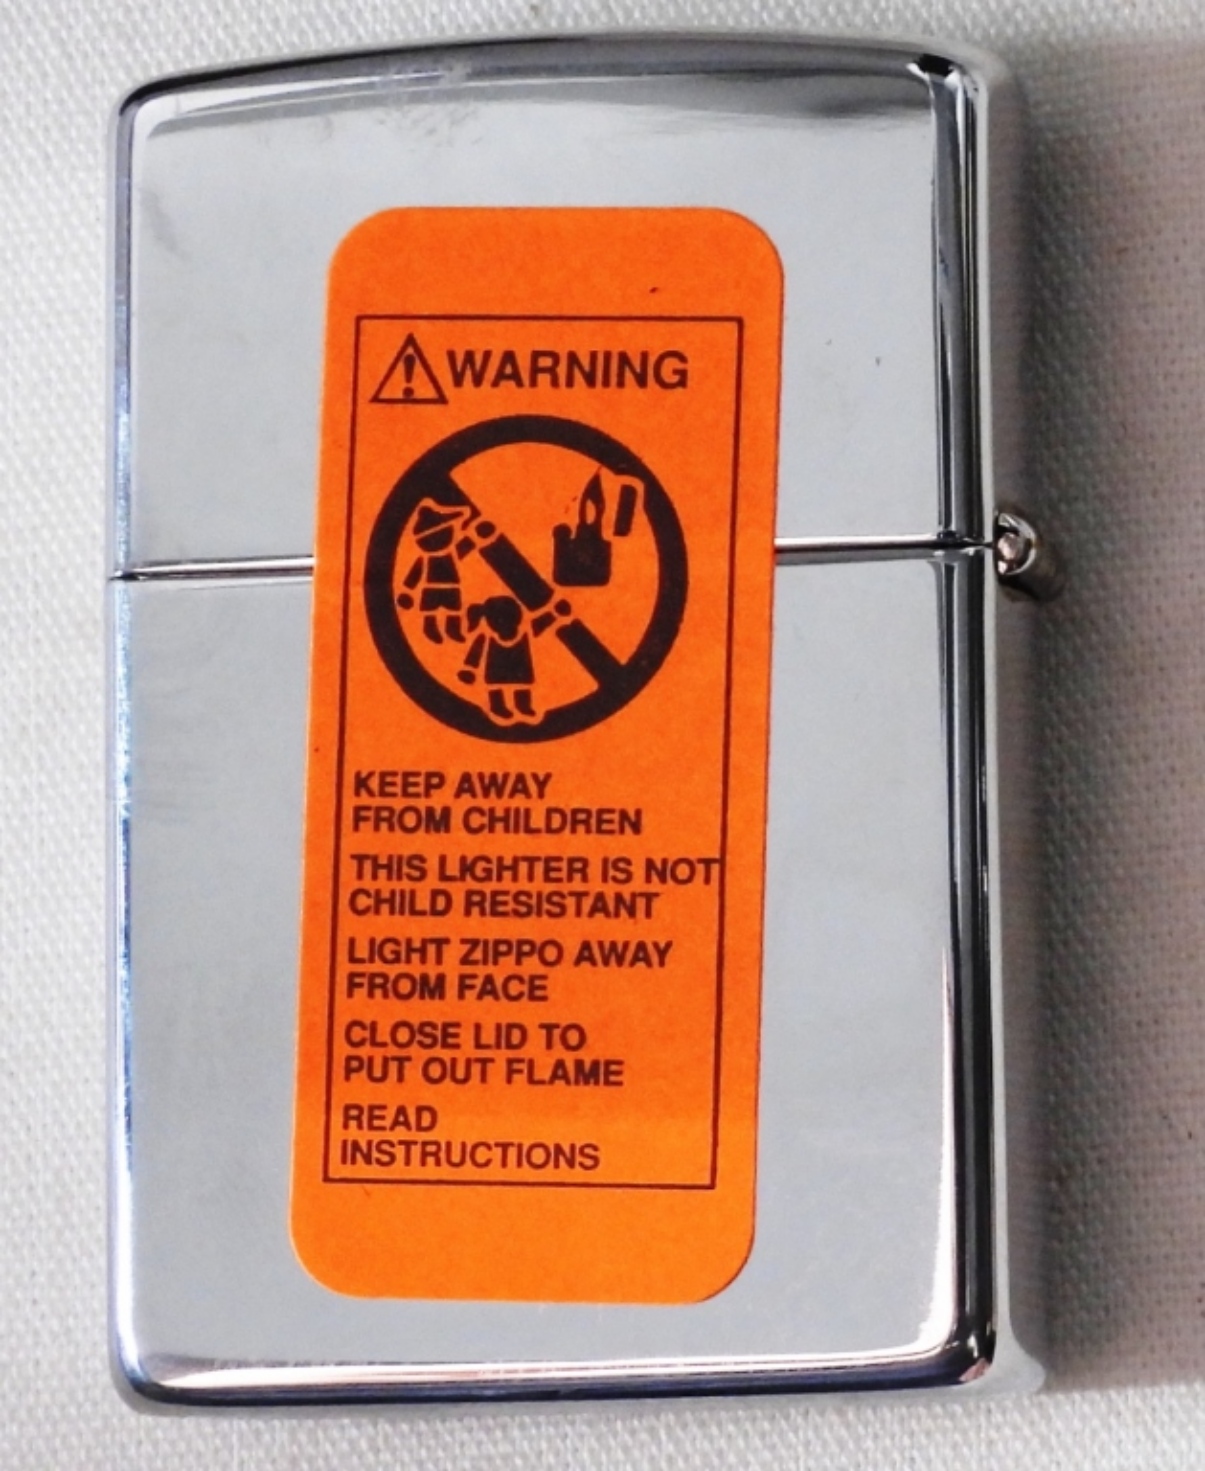 WARNING
KEEP AWAY
FROM CHILDREN
THIS LIGHTER IS NOT
CHILD RESISTANT
LIGHT ZIPPO AWAY
FROM FACE
CLOSE LID TO
PUT OUT FLAME
READ
INSTRUCTIONS